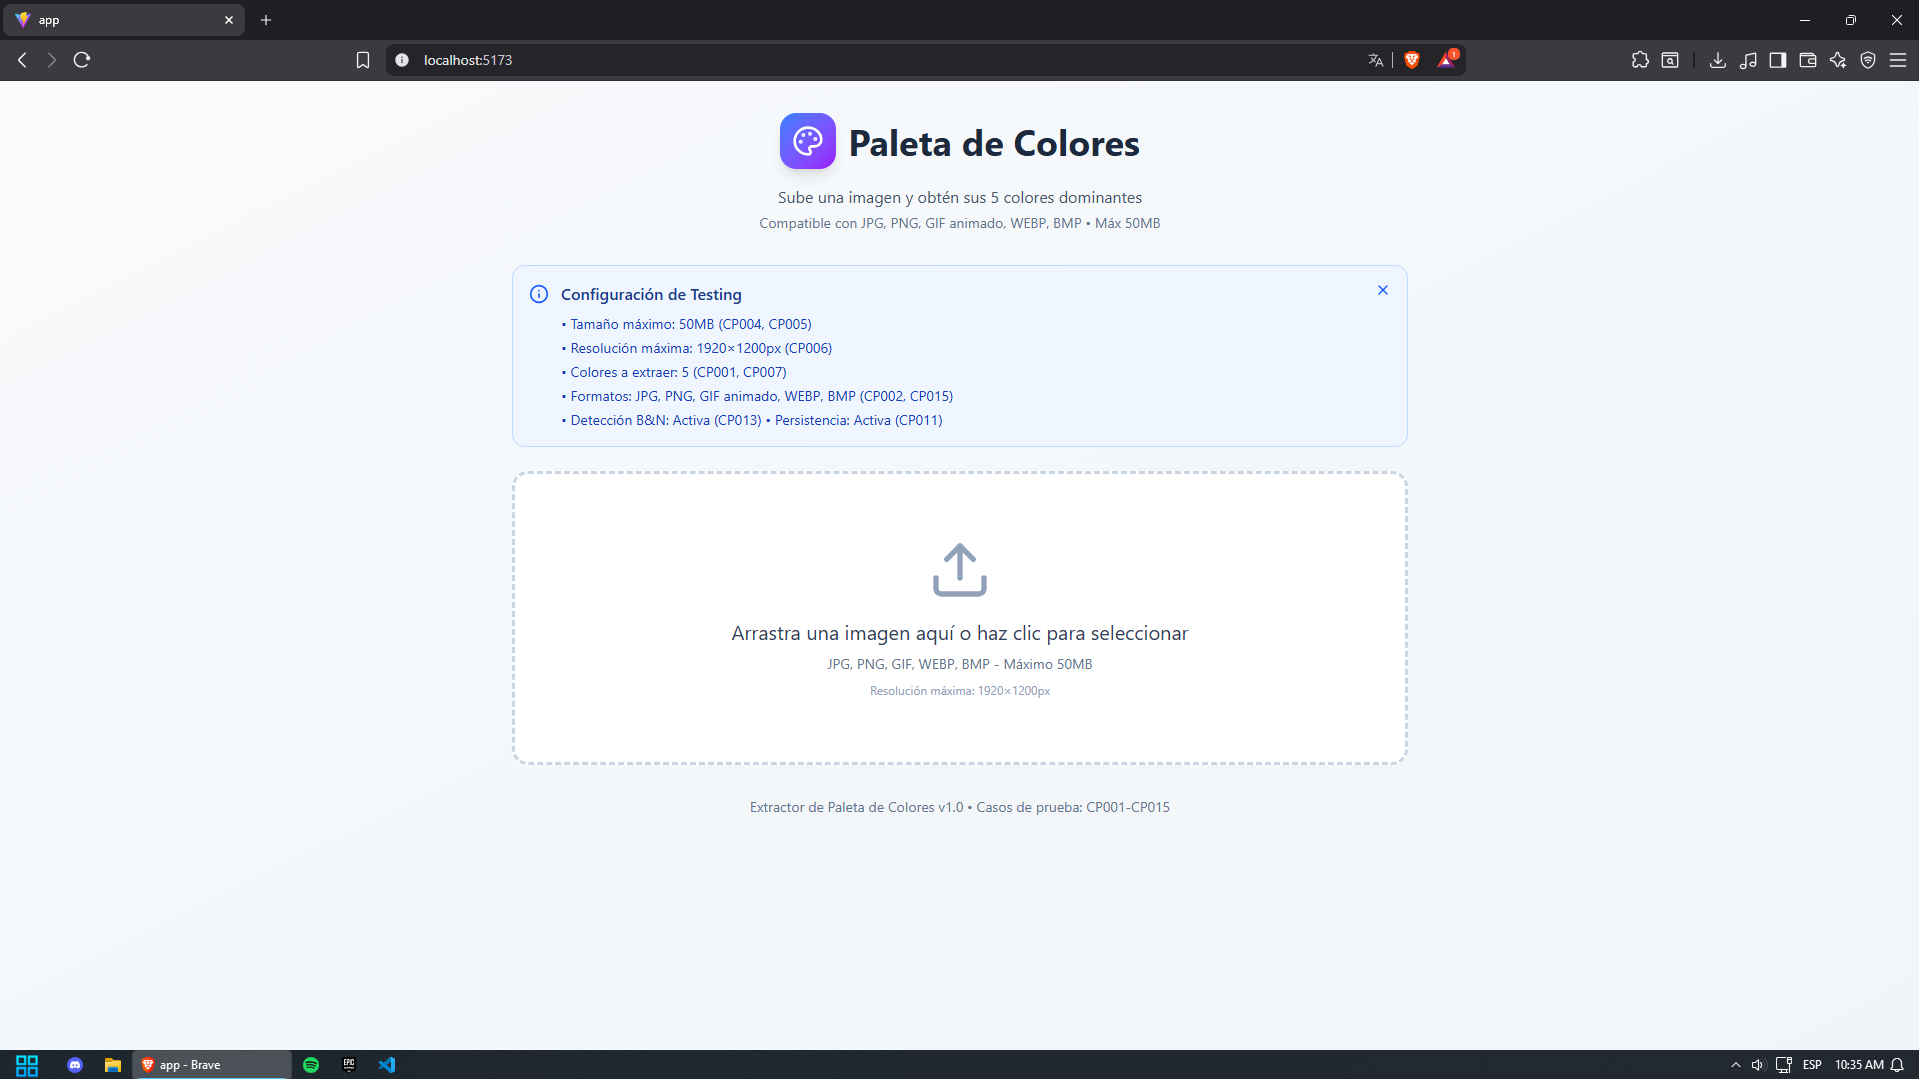 app
localhost:5173
1
Paleta de Colores
Sube una imagen y obtén sus 5 colores dominantes
Compatible con JPG, PNG, GIF animado, WEBP, BMP • Máx 50MB
Configuración de Testing
• Tamaño máximo: 50MB (CP004, CP005)
• Resolución máxima: 1920×1200px (CP006)
• Colores a extraer: 5 (CP001, CP007)
• Formatos: JPG, PNG, GIF animado, WEBP, BMP (CP002, CP015)
• Detección B&N: Activa (CP013) • Persistencia: Activa (CP011)
Arrastra una imagen aquí o haz clic para seleccionar
JPG, PNG, GIF, WEBP, BMP - Máximo 50MB
Resolución máxima: 1920×1200px
Extractor de Paleta de Colores v1.0 • Casos de prueba: CP001-CP015
app - Brave
EPIC
ESP
10:35 AM